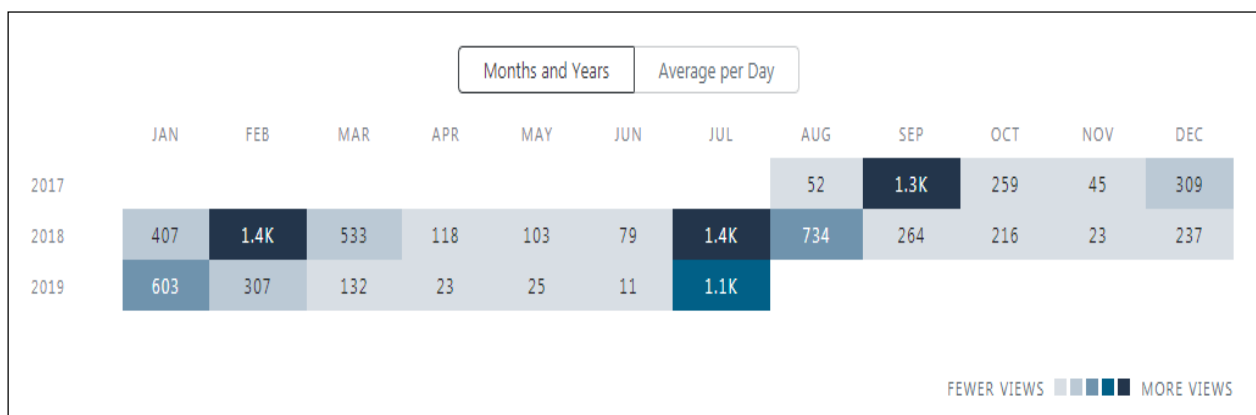 Months and Years Average per Day
JAN FEB MAR APR MAY JUN JUL AUG SEP OCT NOV DEC
2017 52 1.3K 259 45 309
2018 407 1.4K 533 118 103 79 1.4K 734 264 216 23 237
2019 603 307 132 23 25 11 1.1K
FEWER VIEWS MORE VIEWS